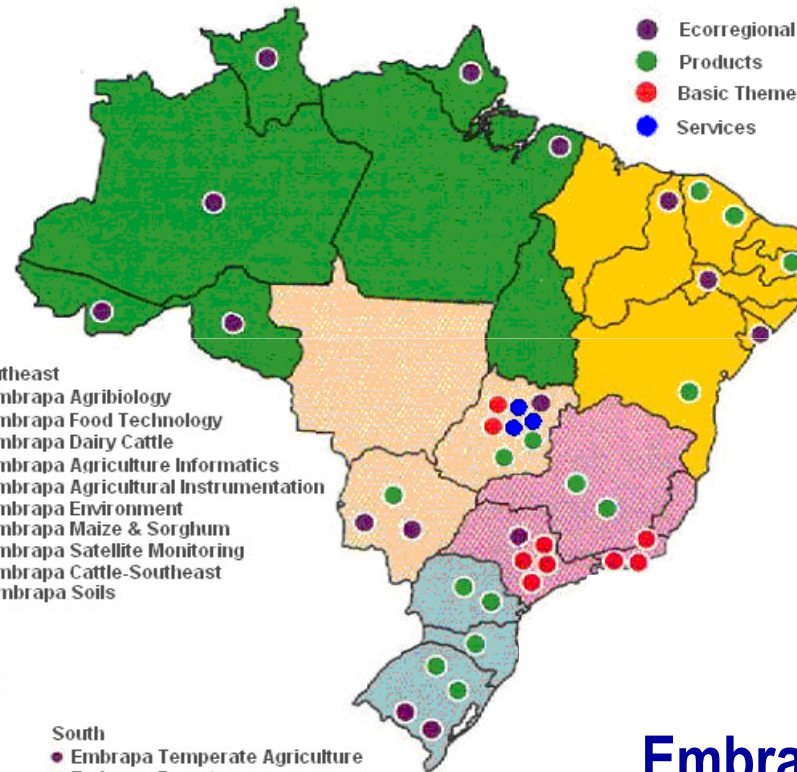 Ecorregional
Products
Basic Theme
Services
theast
mbrapa Agribiology
mbrapa Food Technology
mbrapa Dairy Cattle
mbrapa Agriculture Informatics
mbrapa Agricultural Instrumentation
mbrapa Environment
mbrapa Maize & Sorghum
mbrapa Satellite Monitoring
mbrapa Cattle-Southeast
mbrapa Soils
South
Embrapa Temperate Agriculture
Embra